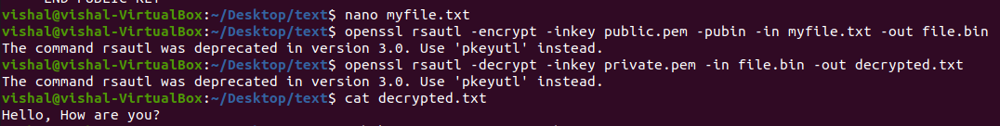 vishal@vishal-VirtualBox:~/Desktop/text$ nano myfile.txt
vishal@vishal-VirtualBox:~/Desktop/text$ openssl rsautl -encrypt -inkey public.pem -pubin -in myfile.txt -out file.bin
The command rsautl was deprecated in version 3.0. Use 'pkeyutl' instead.
vishal@vishal-VirtualBox:~/Desktop/text$ openssl rsautl -decrypt -inkey private.pem -in file.bin -out decrypted.txt
The command rsautl was deprecated in version 3.0. Use 'pkeyutl' instead.
vishal@vishal-VirtualBox:~/Desktop/text$ cat decrypted.txt
Hello, How are you?